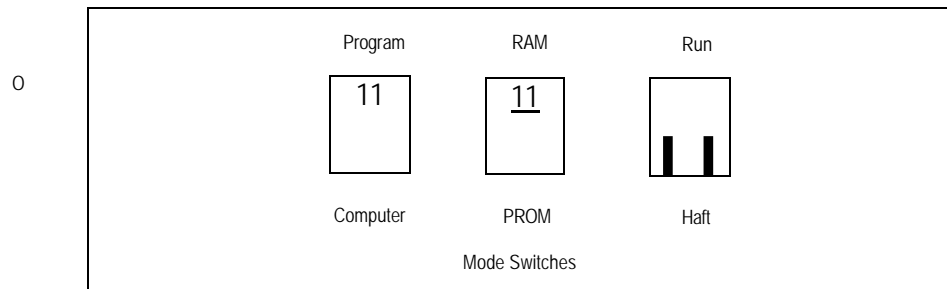 Program RAM Run
O
11 11
Computer PROM Haft
Mode Switches